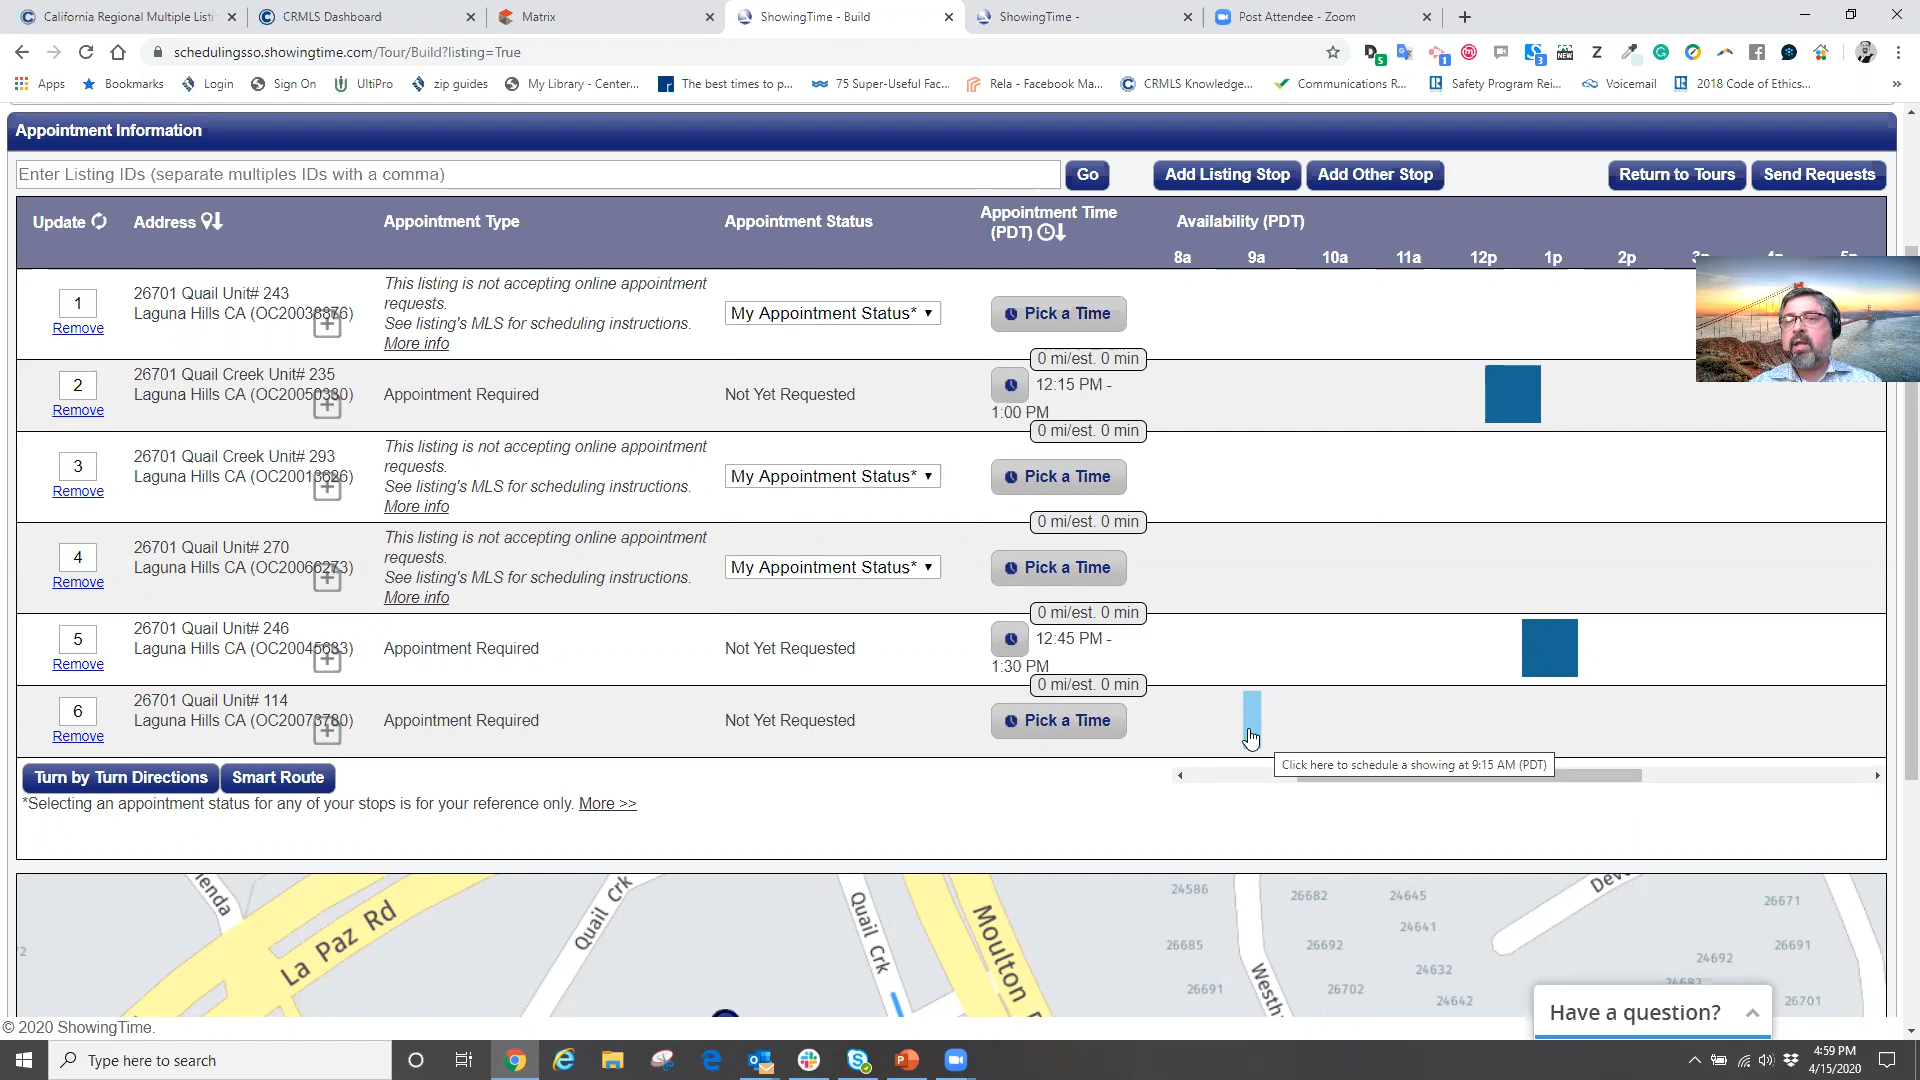 California Regional Multiple Listi
CRMLS Dashboard
Matrix
ShowingTime - Build
ShowingTime -
Post Attendee - Zoom
schedulingsso.showingtime.com/Tour/Build?listing=True
Apps
Bookmarks
Login
Sign On
UltiPro
zip guides
My Library - Center...
The best times to p...
75 Super-Useful Fac...
Rela - Facebook Ma...
CRMLS Knowledge...
Communications R...
Safety Program Rei...
Voicemail
2018 Code of Ethics...
Appointment Information
Enter Listing IDs (separate multiples IDs with a comma)
Go
Add Listing Stop
Add Other Stop
Return to Tours
Send Requests
Update
Address
Appointment Type
Appointment Status
Appointment Time
(PDT)
Availability (PDT)
8a 9a 10a 11a 12p 1p 2p
1
Remove
26701 Quail Unit# 243
Laguna Hills CA (OC20038876)
This listing is not accepting online appointment
requests.
See listing's MLS for scheduling instructions.
More info
My Appointment Status*
Pick a Time
0 mi/est. 0 min
2
Remove
26701 Quail Creek Unit# 235
Laguna Hills CA (OC20050380)
Appointment Required
Not Yet Requested
12:15 PM -
1:00 PM
0 mi/est. 0 min
3
Remove
26701 Quail Creek Unit# 293
Laguna Hills CA (OC20013626)
This listing is not accepting online appointment
requests.
See listing's MLS for scheduling instructions.
More info
My Appointment Status*
Pick a Time
0 mi/est. 0 min
4
Remove
26701 Quail Unit# 270
Laguna Hills CA (OC20066273)
This listing is not accepting online appointment
requests.
See listing's MLS for scheduling instructions.
More info
My Appointment Status*
Pick a Time
0 mi/est. 0 min
5
Remove
26701 Quail Unit# 246
Laguna Hills CA (OC20045633)
Appointment Required
Not Yet Requested
12:45 PM -
1:30 PM
0 mi/est. 0 min
6
Remove
26701 Quail Unit# 114
Laguna Hills CA (OC20073780)
Appointment Required
Not Yet Requested
Pick a Time
Click here to schedule a showing at 9:15 AM (PDT)
Turn by Turn Directions
Smart Route
*Selecting an appointment status for any of your stops is for your reference only. More >>
La Paz Rd
Quail Crk
Quail Crk
Moulton
24586
26682
24645
26671
24641
26685
26692
26691
24692
24632
26691
26702
24642
26701
Have a question?
© 2020 ShowingTime.
Type here to search
4:59 PM
4/15/2020